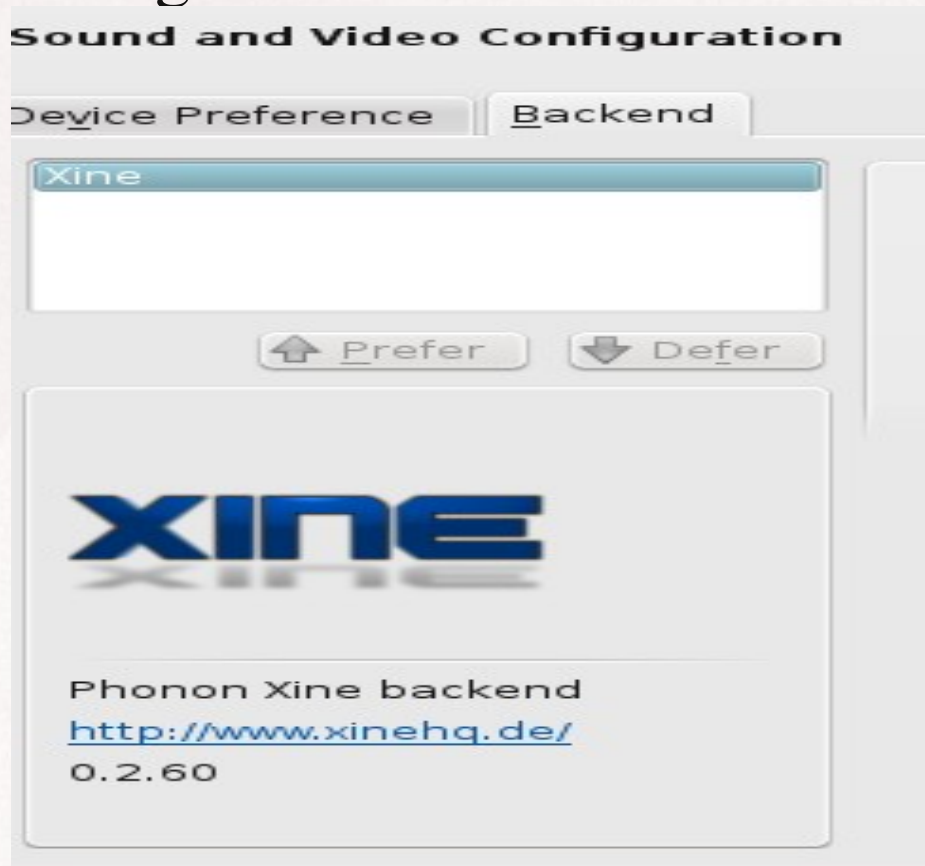 Sound and Video Configuration
Device Preference
Backend
Xine
Prefer
Defer
XINE
Phonon Xine backend
http://www.xinehq.de/
0.2.60